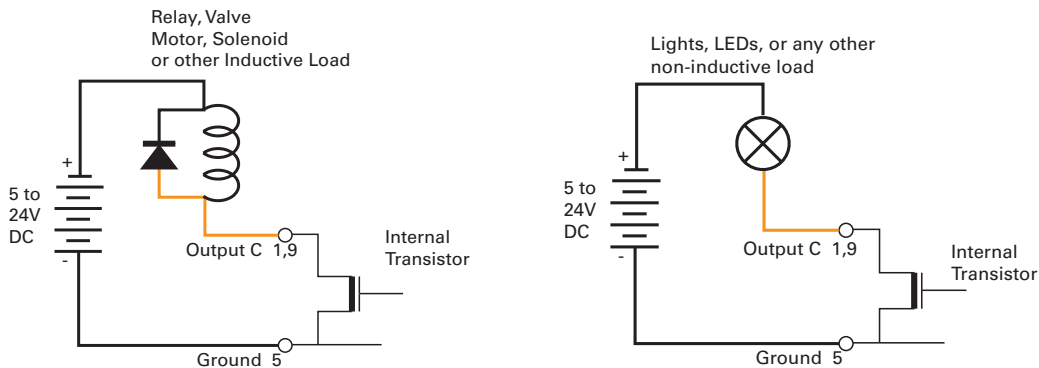 Relay, Valve
Motor, Solenoid
or other Inductive Load
+
5 to
24V
DC
-
Output C 1,9
Internal
Transistor
Ground 5
Lights, LEDs, or any other
non-inductive load
+
5 to
24V
DC
-
Output C 1,9
Internal
Transistor
Ground 5